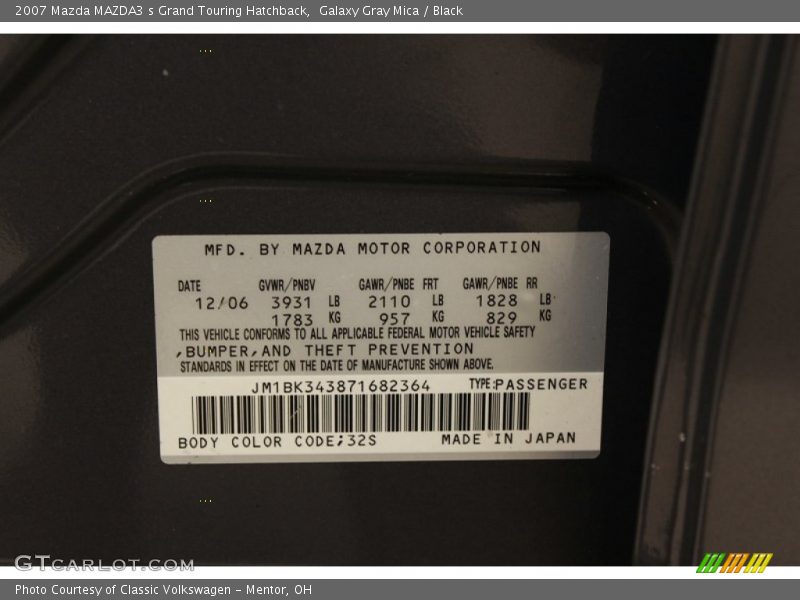 2007 Mazda MAZDA3 s Grand Touring Hatchback,  Galaxy Gray Mica / Black
MFD. BY MAZDA MOTOR CORPORATION
DATE GVWR/PNBV GAWR/PNBE FRT GAWR/PNBE RR
12/06 3931 LB 2110 LB 1828 LB
1783 KG 957 KG 829 KG
THIS VEHICLE CONFORMS TO ALL APPLICABLE FEDERAL MOTOR VEHICLE SAFETY
,BUMPER,AND THEFT PREVENTION
STANDARDS IN EFFECT ON THE DATE OF MANUFACTURE SHOWN ABOVE.
JM1BK343871682364 TYPE:PASSENGER
BODY COLOR CODE;32S MADE IN JAPAN
GTCARLOT.COM
Photo Courtesy of Classic Volkswagen - Mentor, OH